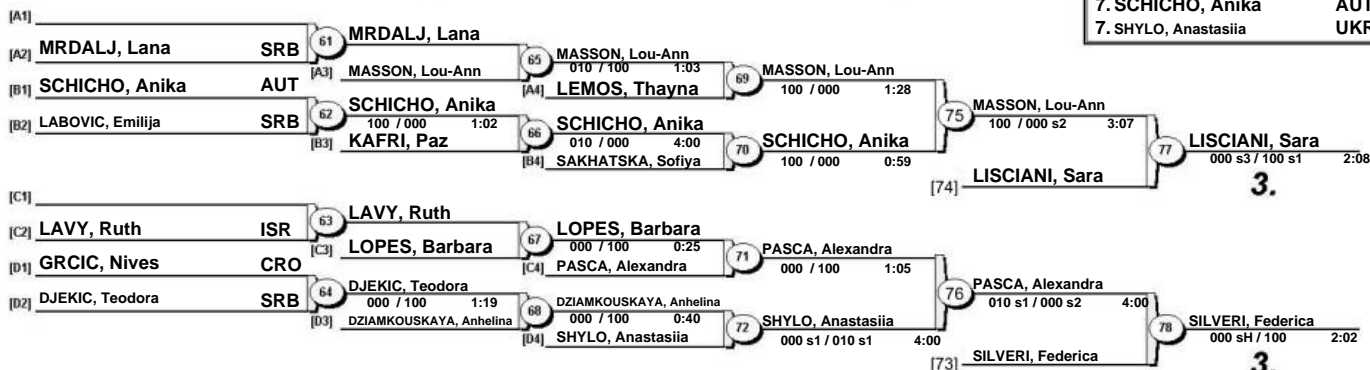 7. SCHICHO, Anika AUT
7. SHYLO, Anastasiia UKR
[A1]
[A2] MRDALJ, Lana SRB
61 MRDALJ, Lana
[A3] MASSON, Lou-Ann
[B1] SCHICHO, Anika AUT
[B2] LABOVIC, Emilija SRB
62 SCHICHO, Anika
100 / 000 1:02
[B3] KAFRI, Paz
65 MASSON, Lou-Ann
010 / 100 1:03
[A4] LEMOS, Thayna
66 SCHICHO, Anika
010 / 000 4:00
[B4] SAKHATSKA, Sofiya
69 MASSON, Lou-Ann
100 / 000 1:28
70 SCHICHO, Anika
100 / 000 0:59
75 MASSON, Lou-Ann
100 / 000 s2 3:07
[74] LISCIANI, Sara
77 LISCIANI, Sara
000 s3 / 100 s1 2:08
3.
[C1]
[C2] LAVY, Ruth ISR
63 LAVY, Ruth
[C3] LOPES, Barbara
[D1] GRCIC, Nives CRO
[D2] DJEKIC, Teodora SRB
64 DJEKIC, Teodora
000 / 100 1:19
[D3] DZIAMKOUSKAYA, Anhelina
67 LOPES, Barbara
000 / 100 0:25
[C4] PASCA, Alexandra
68 DZIAMKOUSKAYA, Anhelina
000 / 100 0:40
[D4] SHYLO, Anastasiia
71 PASCA, Alexandra
000 / 100 1:05
72 SHYLO, Anastasiia
000 s1 / 010 s1 4:00
76 PASCA, Alexandra
010 s1 / 000 s2 4:00
[73] SILVERI, Federica
78 SILVERI, Federica
000 sH / 100 2:02
3.